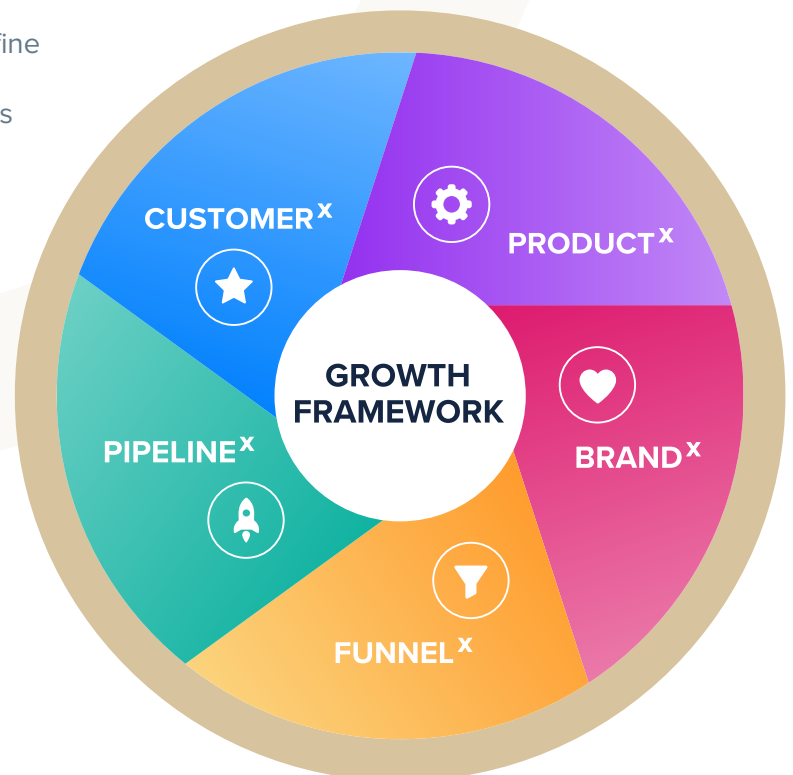 fine
s
CUSTOMERˣ
PRODUCTˣ
GROWTH
FRAMEWORK
PIPELINEˣ
BRANDˣ
FUNNELˣ